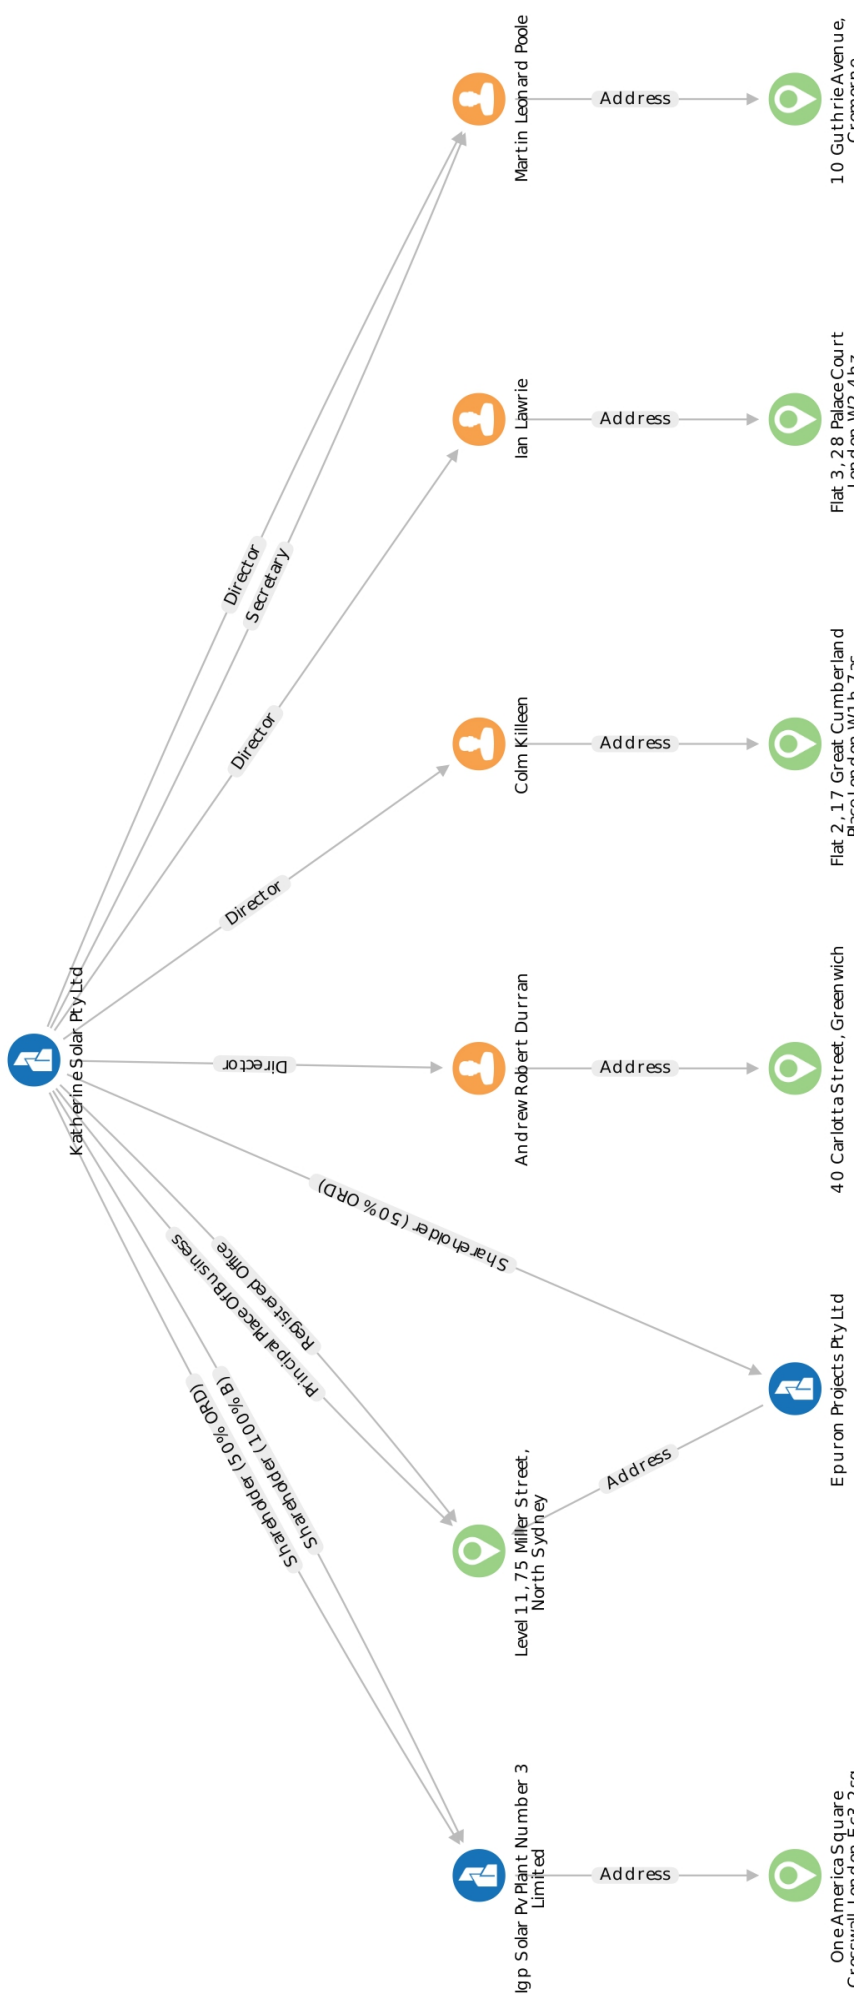 Katherine Solar Pty Ltd
Shareholder (50% ORD)
Shareholder (100% B)
Principal Place Of Business
Registered Office
Shareholder (50% ORD)
Director
Director
Director
Secretary
Director
Igp Solar Pv Plant Number 3
Limited
Level 11, 75 Miller Street,
North Sydney
Andrew Robert Durran
Colm Killeen
Ian Lawrie
Martin Leonard Poole
Address
Address
Address
Address
Address
Address
One America Square
Epuron Projects Pty Ltd
40 Carlotta Street, Greenwich
Flat 2, 17 Great Cumberland
Place London
Flat 3, 28 Palace Court
London
10 Guthrie Avenue,